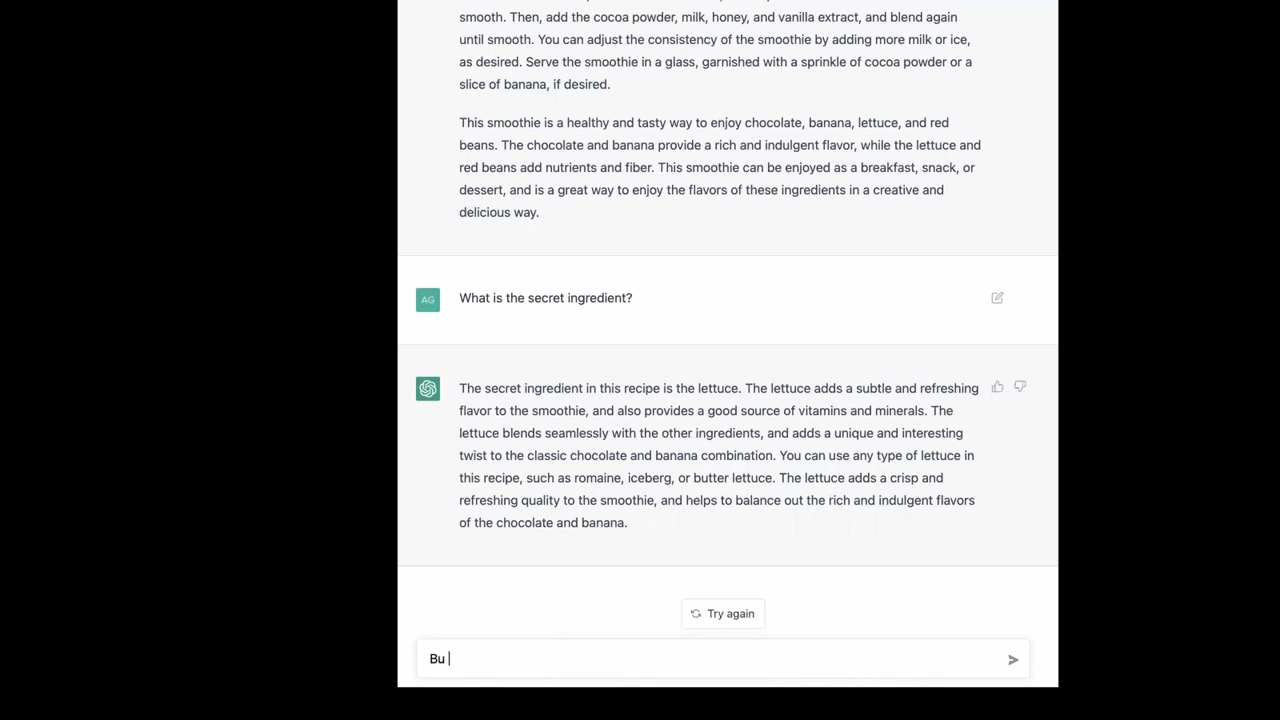 smooth. Then, add the cocoa powder, milk, honey, and vanilla extract, and blend again
until smooth. You can adjust the consistency of the smoothie by adding more milk or ice,
as desired. Serve the smoothie in a glass, garnished with a sprinkle of cocoa powder or a
slice of banana, if desired.
This smoothie is a healthy and tasty way to enjoy chocolate, banana, lettuce, and red
beans. The chocolate and banana provide a rich and indulgent flavor, while the lettuce and
red beans add nutrients and fiber. This smoothie can be enjoyed as a breakfast, snack, or
dessert, and is a great way to enjoy the flavors of these ingredients in a creative and
delicious way.
AG
What is the secret ingredient?
The secret ingredient in this recipe is the lettuce. The lettuce adds a subtle and refreshing
flavor to the smoothie, and also provides a good source of vitamins and minerals. The
lettuce blends seamlessly with the other ingredients, and adds a unique and interesting
twist to the classic chocolate and banana combination. You can use any type of lettuce in
this recipe, such as romaine, iceberg, or butter lettuce. The lettuce adds a crisp and
refreshing quality to the smoothie, and helps to balance out the rich and indulgent flavors
of the chocolate and banana.
Try again
Bu